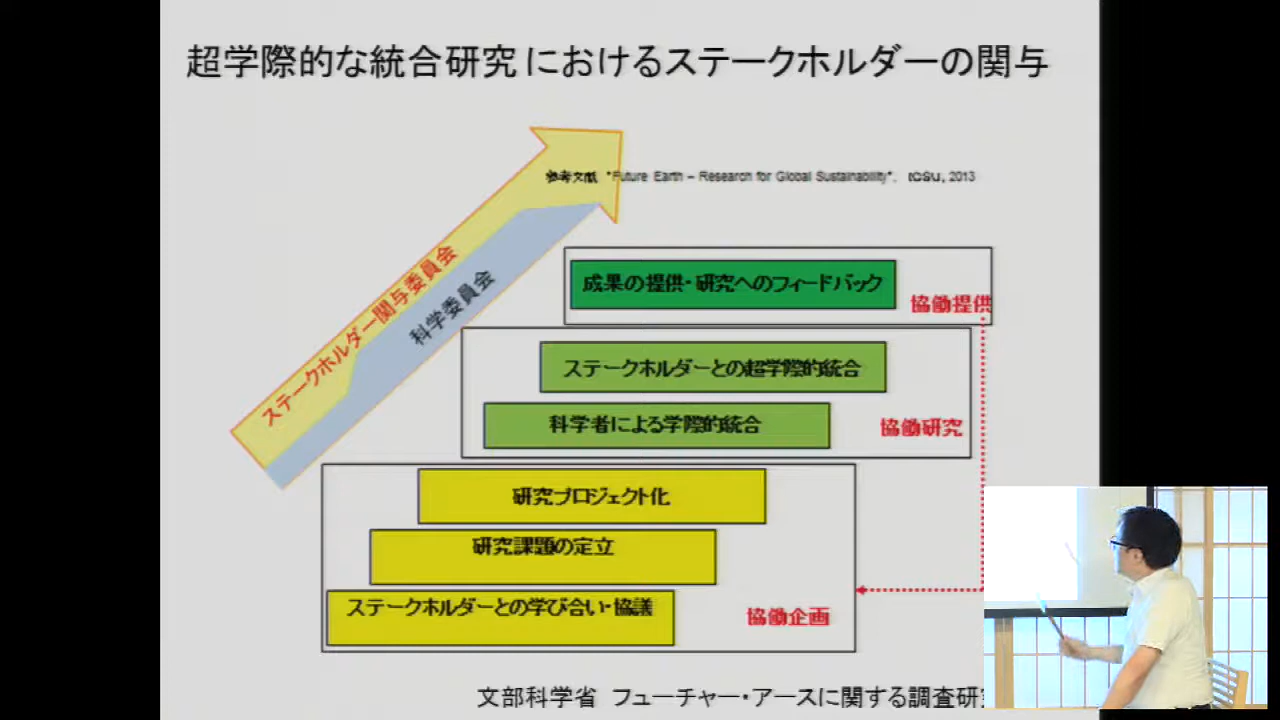 超学際的な統合研究におけるステークホルダーの関与
参考文献 "Future Earth – Research for Global Sustainability", ICSU, 2013
ステークホルダー関与委員会
科学委員会
成果の提供・研究へのフィードバック
協働提供
ステークホルダーとの超学際的統合
科学者による学際的統合
協働研究
研究プロジェクト化
研究課題の定立
ステークホルダーとの学び合い・協議
協働企画
文部科学省 フューチャー・アースに関する調査研